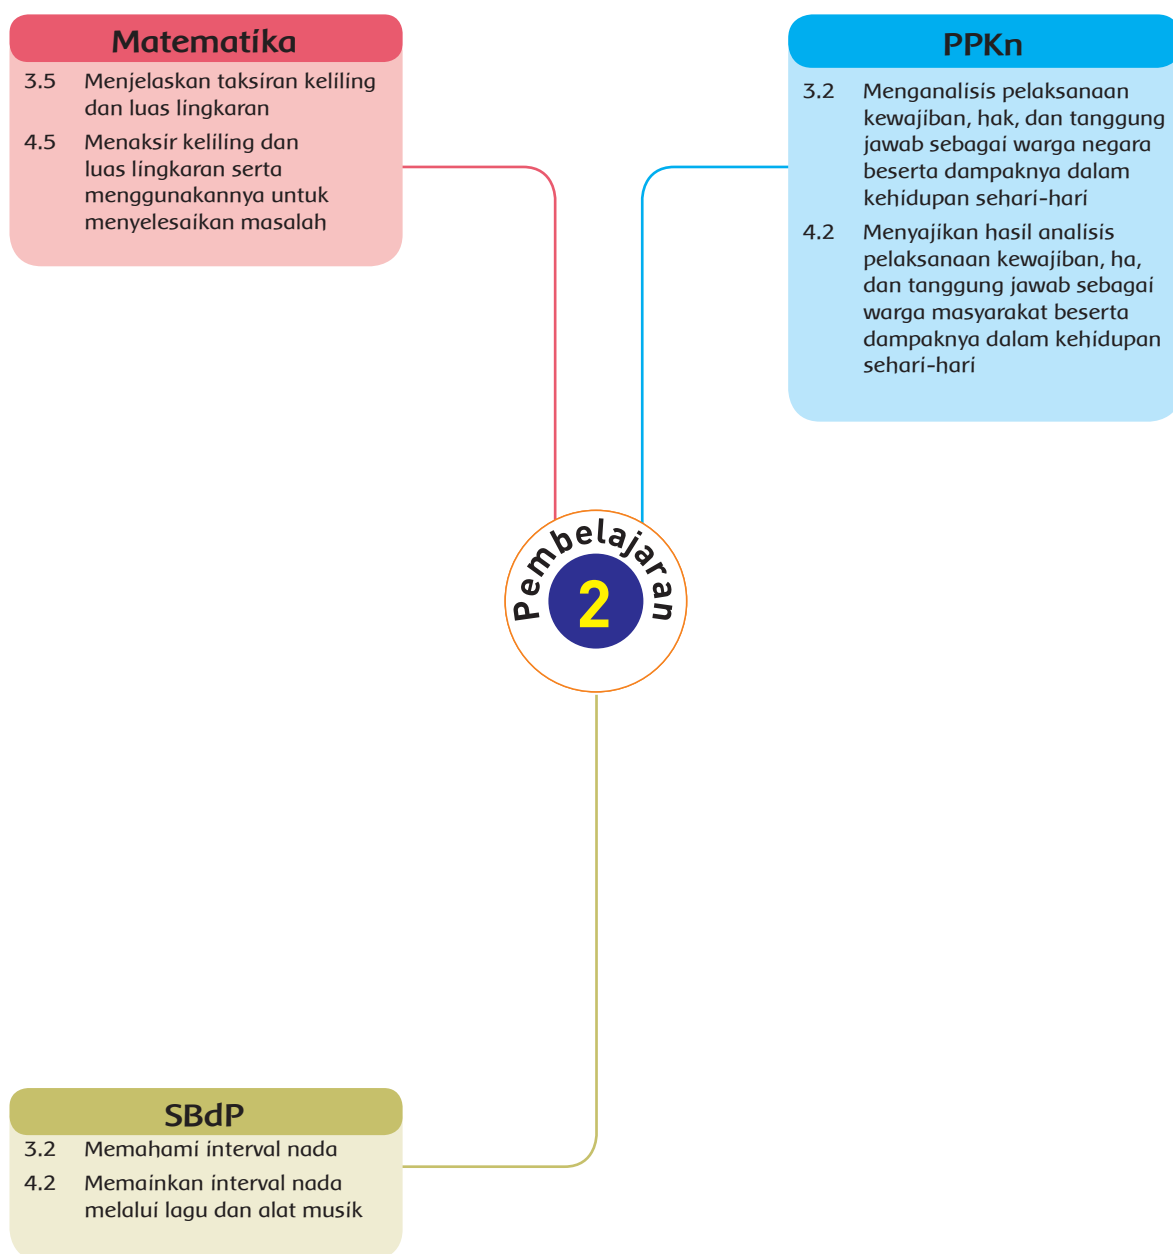 Matematika
3.5 Menjelaskan taksiran keliling
dan luas lingkaran
4.5 Menaksir keliling dan
luas lingkaran serta
menggunakannya untuk
menyelesaikan masalah
PPKn
3.2 Menganalisis pelaksanaan
kewajiban, hak, dan tanggung
jawab sebagai warga negara
beserta dampaknya dalam
kehidupan sehari-hari
4.2 Menyajikan hasil analisis
pelaksanaan kewajiban, ha,
dan tanggung jawab sebagai
warga masyarakat beserta
dampaknya dalam kehidupan
sehari-hari
Pembelajaran
2
SBdP
3.2 Memahami interval nada
4.2 Memainkan interval nada
melalui lagu dan alat musik